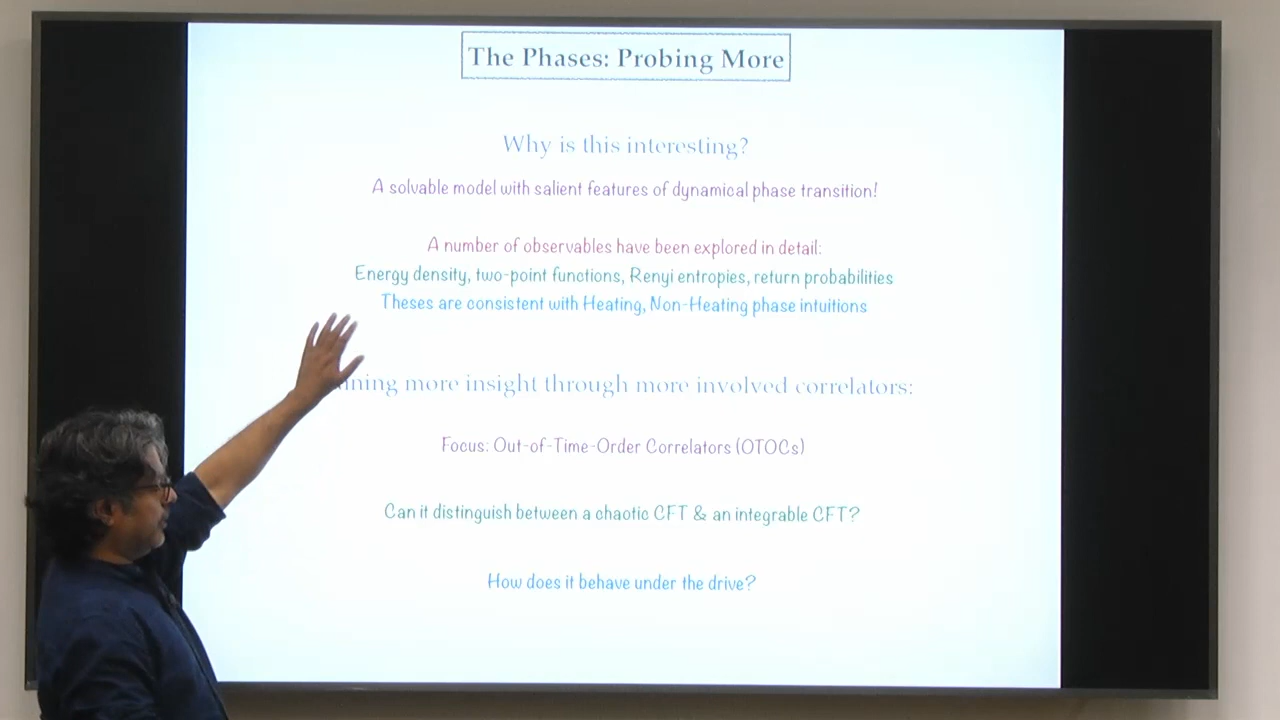 The Phases: Probing More
Why is this interesting?
A solvable model with salient features of dynamical phase transition!
A number of observables have been explored in detail:
Energy density, two-point functions, Renyi entropies, return probabilities
Theses are consistent with Heating, Non-Heating phase intuitions
more insight through more involved correlators:
Focus: Out-of-Time-Order Correlators (OTOCs)
Can it distinguish between a chaotic CFT & an integrable CFT?
How does it behave under the drive?